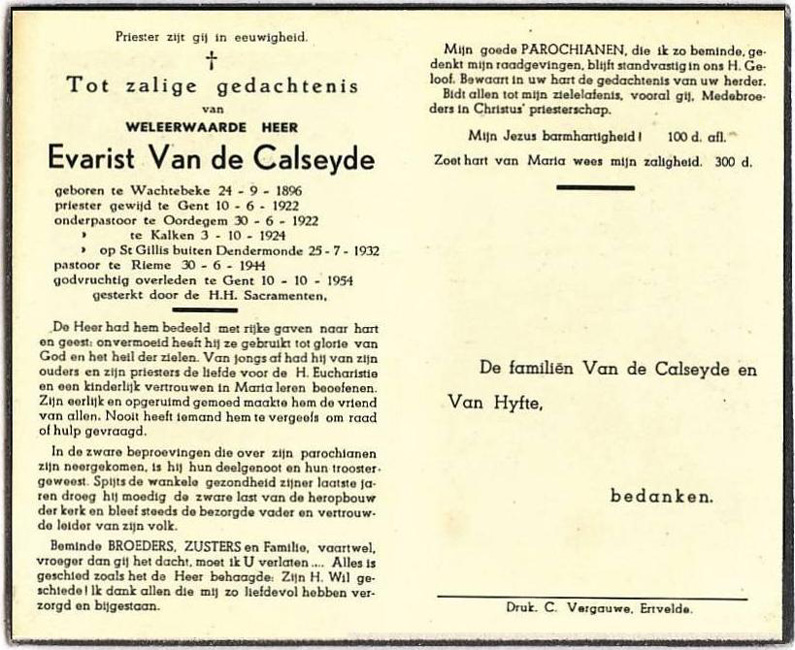 Priester zijt gij in eeuwigheid.
✝
Tot zalige gedachtenis
van
WELEERWAARDE HEER
Evarist Van de Calseyde
geboren te Wachtebeke 24 - 9 - 1896
priester gewijd te Gent 10 - 6 - 1922
onderpastoor te Oordegem 30 - 6 - 1922
» te Kalken 3 - 10 - 1924
» op St Gillis buiten Dendermonde 25 - 7 - 1932
pastoor te Rieme 30 - 6 - 1944
godvruchtig overleden te Gent 10 - 10 - 1954
gesterkt door de H.H. Sacramenten,
De Heer had hem bedeeld met rijke gaven naar hart
en geest: onvermoeid heeft hij ze gebruikt tot glorie van
God en het heil der zielen. Van jongs af had hij van zijn
ouders en zijn priesters de liefde voor de H. Eucharistie
en een kinderlijk vertrouwen in Maria leren beoefenen.
Zijn eerlijk en opgeruimd gemoed maakte hem de vriend
van allen. Nooit heeft iemand hem te vergeefs om raad
of hulp gevraagd.
In de zware beproevingen die over zijn parochianen
zijn neergekomen, is hij hun deelgenoot en hun trooster
geweest. Spijts de wankele gezondheid zijner laatste ja-
ren droeg hij moedig de zware last van de heropbouw
der kerk en bleef steeds de bezorgde vader en vertrouw-
de leider van zijn volk.
Beminde BROEDERS, ZUSTERS en Familie, vaartwel,
vroeger dan gij het dacht, moet ik U verlaten.... Alles is
geschied zoals het de Heer behaagde: Zijn H. Wil ge-
schiede! Ik dank allen die mij zo liefdevol hebben ver-
zorgd en bijgestaan.
Mijn goede PAROCHIANEN, die ik zo beminde, ge-
denkt mijn raadgevingen, blijft standvastig in ons H. Ge-
loof. Bewaart in uw hart de gedachtenis van uw herder.
Bidt allen tot mijn zielelafenis, vooral gij, Medebroe-
ders in Christus' priesterschap.
Mijn Jezus barmhartigheid! 100 d. afl.
Zoet hart van Maria wees mijn zaligheid. 300 d.
De familiën Van de Calseyde en
Van Hyfte,
bedanken.
Druk. C. Vergauwe, Ertvelde.